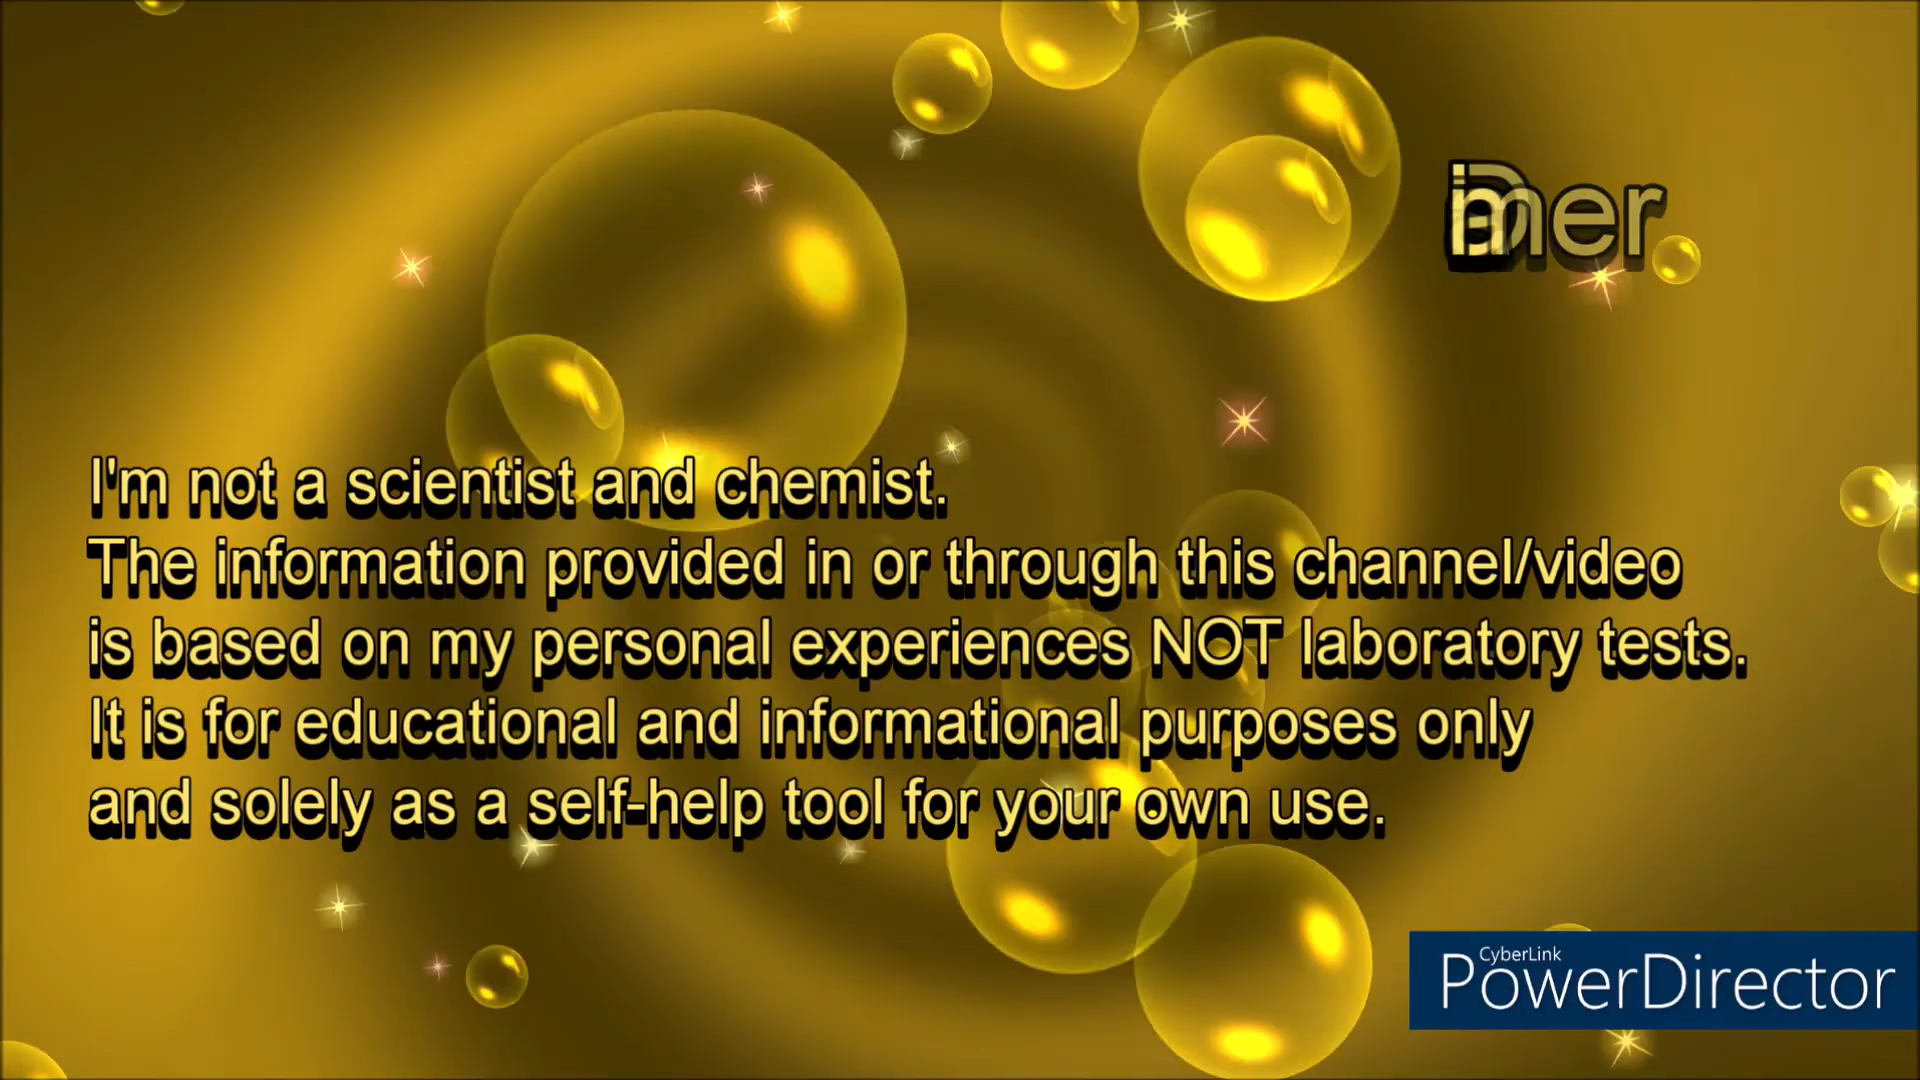 I'm not a scientist and chemist.
The information provided in or through this channel/video
is based on my personal experiences NOT laboratory tests.
It is for educational and informational purposes only
and solely as a self-help tool for your own use.
CyberLink
PowerDirector